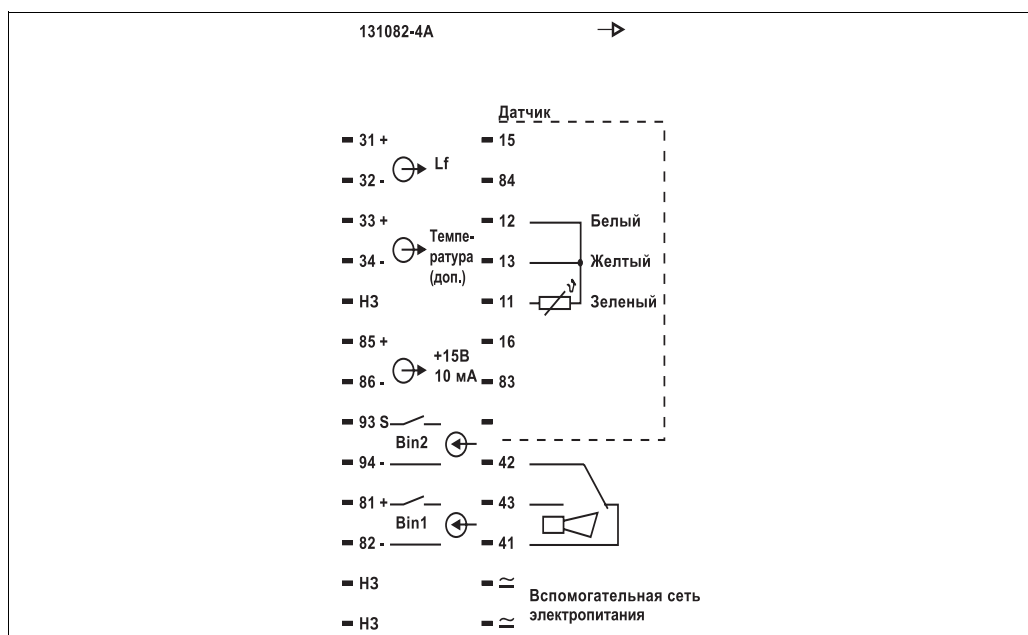 131082-4A
Датчик
31 +
15
Lf
32 -
84
33 +
12
Белый
Темпе-
ратура
(доп.)
34 -
13
Желтый
НЗ
11
ϑ
Зеленый
85 +
16
+15В
10 мА
86 -
83
93 S
Bin2
94 -
42
81 +
43
Bin1
82 -
41
НЗ
≃
Вспомогательная сеть
электропитания
НЗ
≃